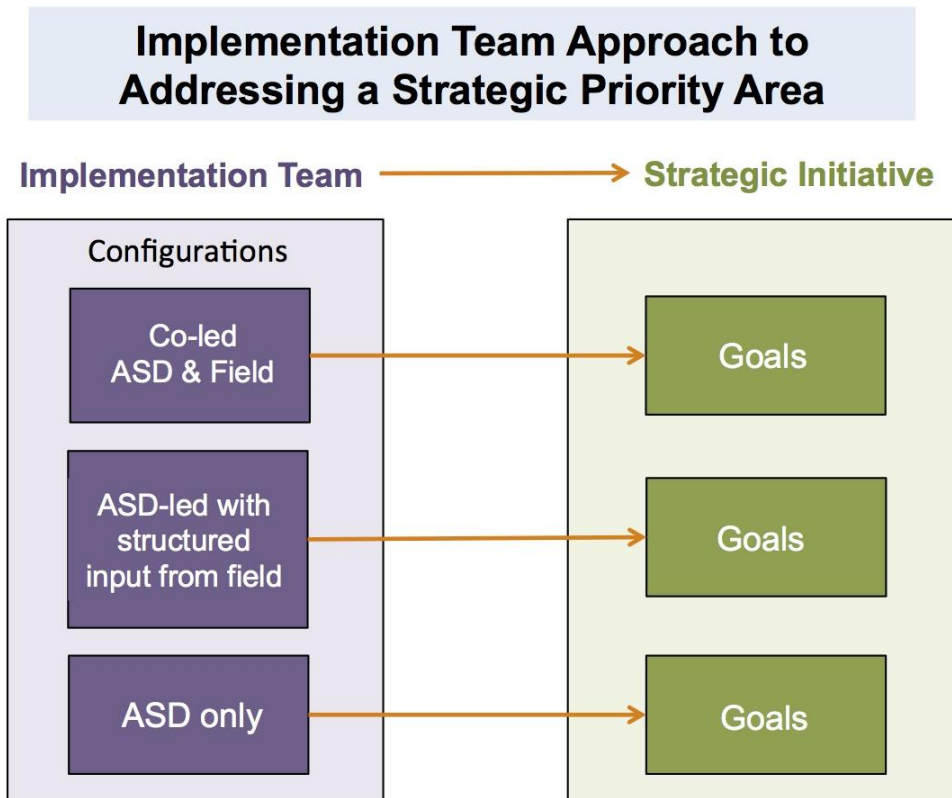 Implementation Team Approach to
Addressing a Strategic Priority Area
Implementation Team
Strategic Initiative
Configurations
Co-led
ASD & Field
Goals
ASD-led with
structured
input from field
Goals
ASD only
Goals